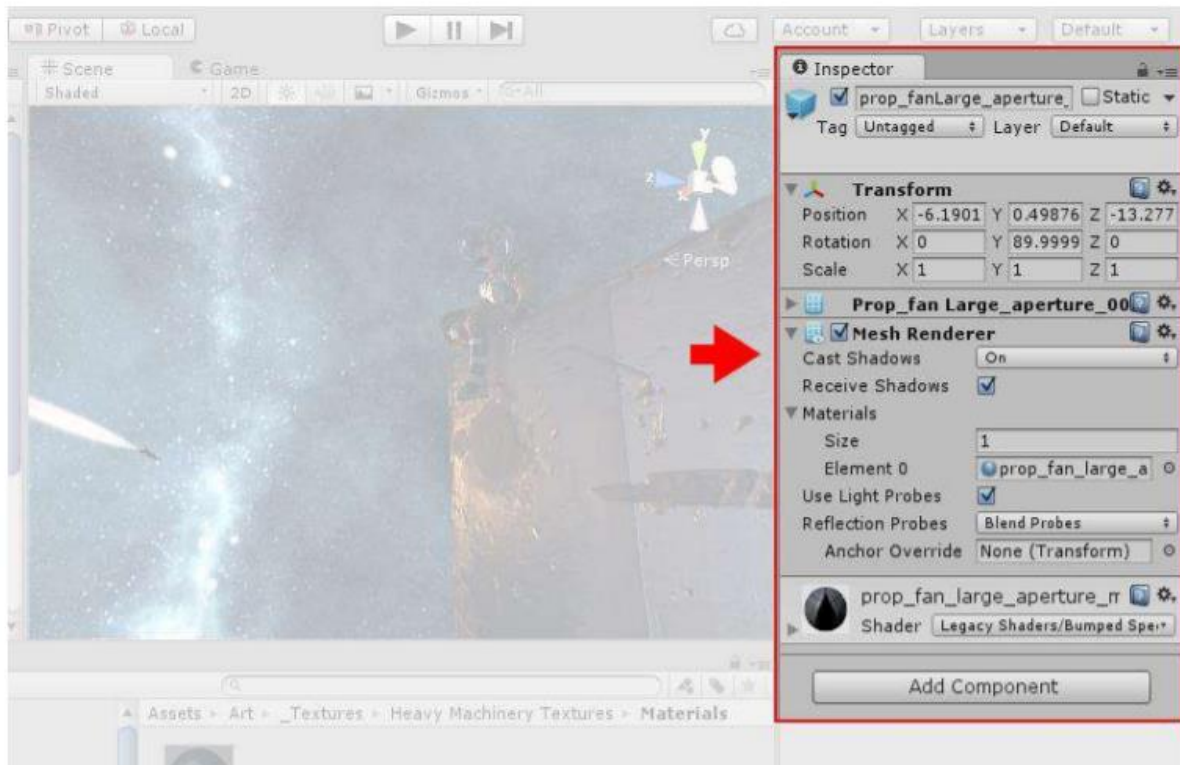 Pivot Local Account Layers Default
Scene Game
Shaded 2D Gizmos All
y
z
x
Persp
Inspector
prop_fanLarge_aperture_ Static
Tag Untagged Layer Default
Transform
Position X -6.1901 Y 0.49876 Z -13.277
Rotation X 0 Y 89.9999 Z 0
Scale X 1 Y 1 Z 1
Prop_fan Large_aperture_00
Mesh Renderer
Cast Shadows On
Receive Shadows
Materials
Size 1
Element 0 prop_fan_large_a
Use Light Probes
Reflection Probes Blend Probes
Anchor Override None (Transform)
prop_fan_large_aperture_m
Shader Legacy Shaders/Bumped Spe
Add Component
Assets Art _Textures Heavy Machinery Textures Materials